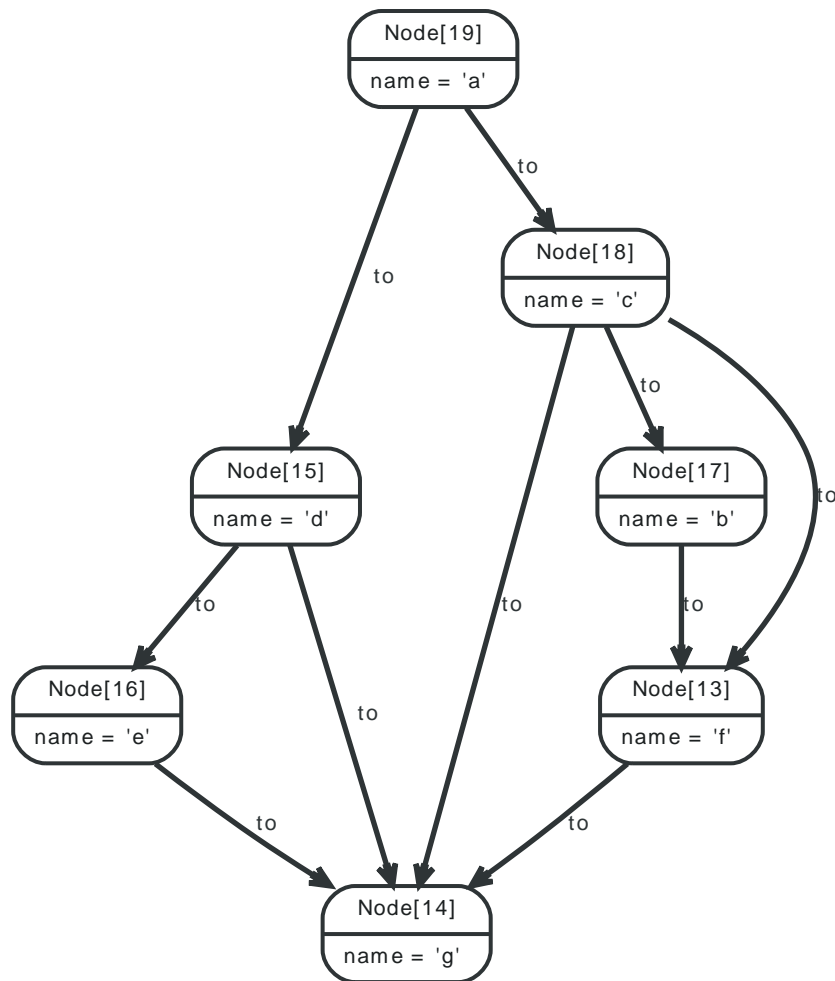 Node[19]
name = 'a'
to
to
Node[18]
name = 'c'
to
to
Node[15]
name = 'd'
Node[17]
name = 'b'
to
to
to
to
Node[16]
name = 'e'
Node[13]
name = 'f'
to
to
Node[14]
name = 'g'